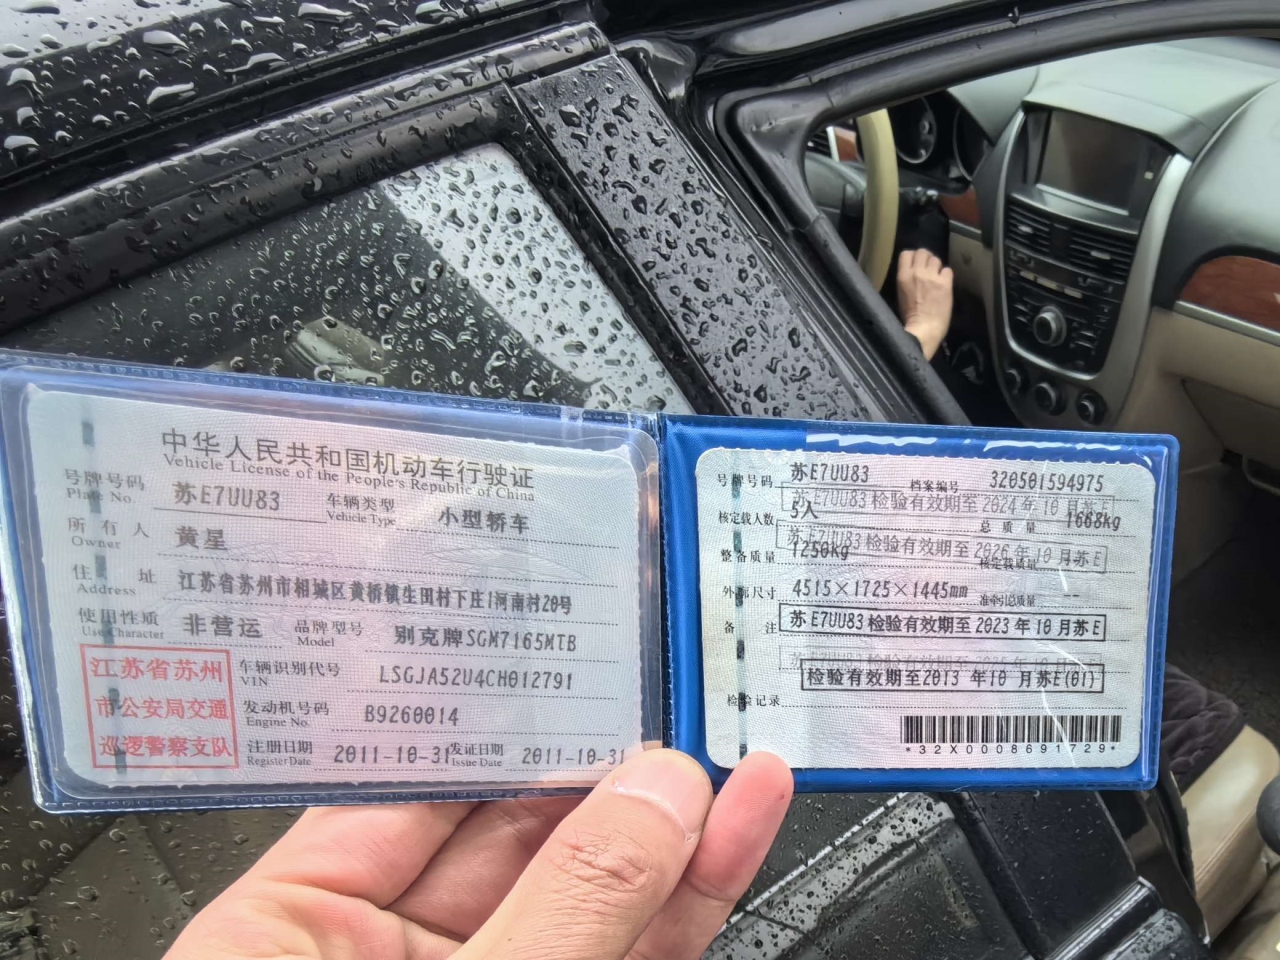 中华人民共和国机动车行驶证
Vehicle License of the People's Republic of China
号牌号码 苏E7UU83 车辆类型 小型轿车
Plate No. Vehicle Type
所有人 黄星
Owner
住址 江苏省苏州市相城区黄桥镇生田村下庄1河南村20号
Address
使用性质 非营运 品牌型号 别克牌SGM7165MTB
Use Character Model
江苏省苏州
市公安局交通
巡逻警察支队
车辆识别代号 LSGJA52U4CH012791
VIN
发动机号码 B9260014
Engine No.
注册日期 2011-10-31 发证日期 2011-10-31
Register Date Issue Date
号牌号码 苏E7UU83 档案编号 320501594975
苏E7UU83检验有效期至2024年10月苏E
核定载人数 5人 总质量 1668kg
苏E7UU83检验有效期至2026年10月苏E
整备质量 1250kg 核定载质量
外廓尺寸 4515×1725×1445mm 准牵引总质量 --
备注 苏E7UU83检验有效期至2023年10月苏E
检验有效期至2013年10月苏E(01)
检验记录
*32X0008691729*